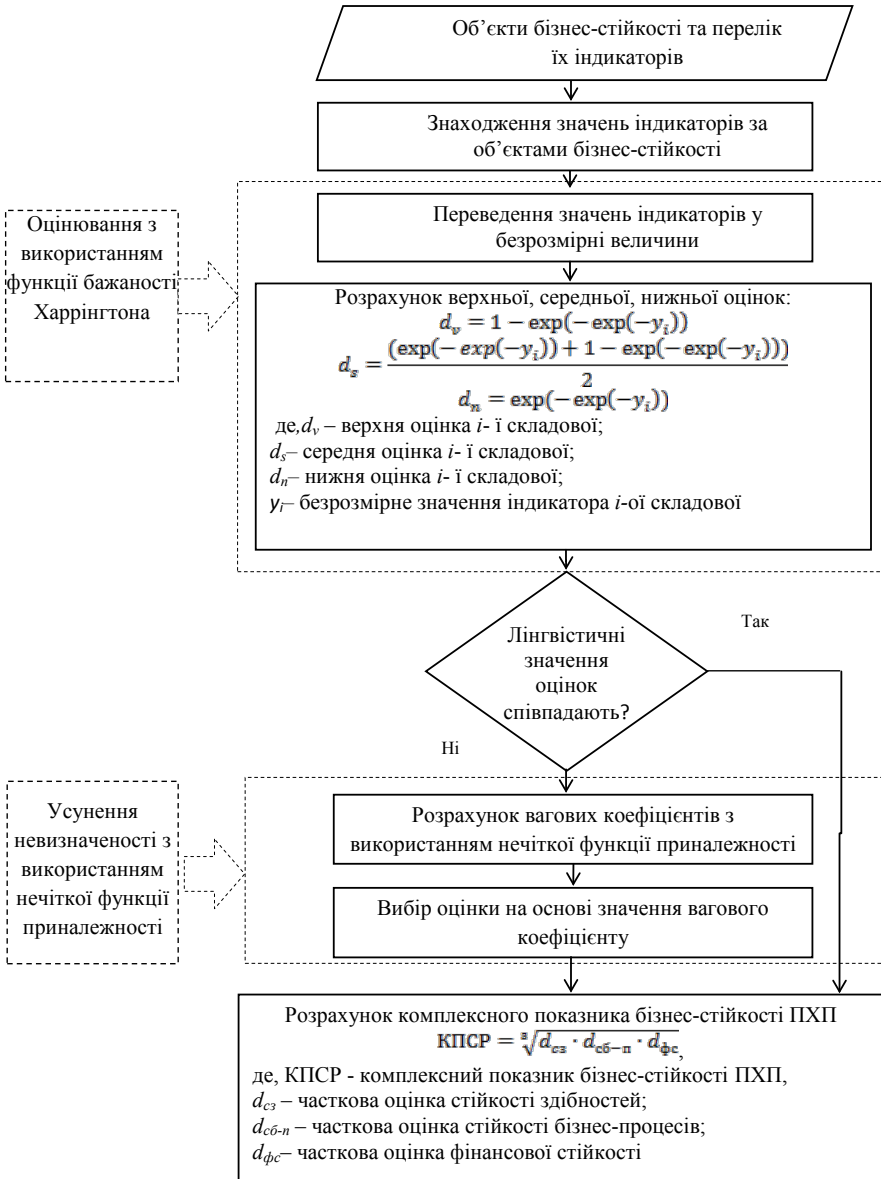 Об’єкти бізнес-стійкості та перелік
їх індикаторів
Знаходження значень індикаторів за
об’єктами бізнес-стійкості
Оцінювання з
використанням
функції бажаності
Харрінгтона
Переведення значень індикаторів у
безрозмірні величини
Розрахунок верхньої, середньої, нижньої оцінок:
d_v = 1 − exp(−exp(−y_i))
d_s = (exp(−exp(−y_i)) + 1 − exp(−exp(−y_i))) / 2
d_n = exp(−exp(−y_i))
де,d_v – верхня оцінка i- ї складової;
d_s– середня оцінка i- ї складової;
d_n– нижня оцінка i- ї складової;
y_i– безрозмірне значення індикатора i-ої складової
Лінгвістичні
значення
оцінок
співпадають?
Так
Ні
Усунення
невизначеності з
використанням
нечіткої функції
приналежності
Розрахунок вагових коефіцієнтів з
використанням нечіткої функції приналежності
Вибір оцінки на основі значення вагового
коефіцієнту
Розрахунок комплексного показника бізнес-стійкості ПХП
КПСР = ∛(d_сз · d_сб−п · d_фс),
де, КПСР - комплексний показник бізнес-стійкості ПХП,
d_сз – часткова оцінка стійкості здібностей;
d_сб-п – часткова оцінка стійкості бізнес-процесів;
d_фс– часткова оцінка фінансової стійкості